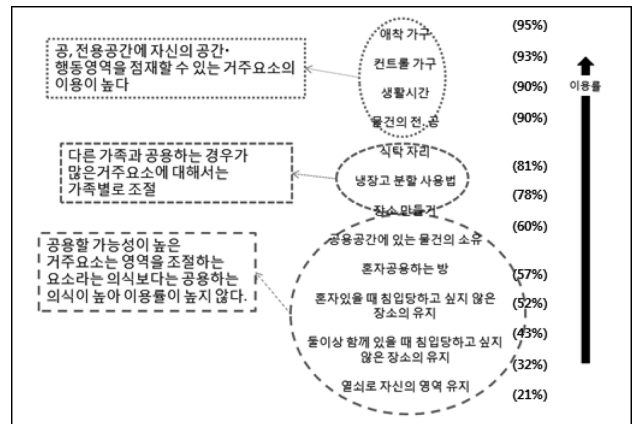 공, 전용공간에 자신의 공간·
행동영역을 점재할 수 있는 거주요소의
이용이 높다
다른 가족과 공용하는 경우가
많은거주요소에 대해서는
가족별로 조절
공용할 가능성이 높은
거주요소는 영역을 조절하는
요소라는 의식보다는 공용하는
의식이 높아 이용률이 높지 않다.
애착 가구
컨트롤 가구
생활시간
물건의 전. 공
식탁 자리
냉장고 분할 사용법
장소 만들기
공용공간에 있는 물건의 소유
혼자공용하는 방
혼자있을 때 침입당하고 싶지 않은
장소의 유지
둘이상 함께 있을 때 침입당하고 싶지
않은 장소의 유지
열쇠로 자신의 영역 유지
(95%)
(93%)
(90%)
(90%)
(81%)
(78%)
(60%)
(57%)
(52%)
(43%)
(32%)
(21%)
이용률